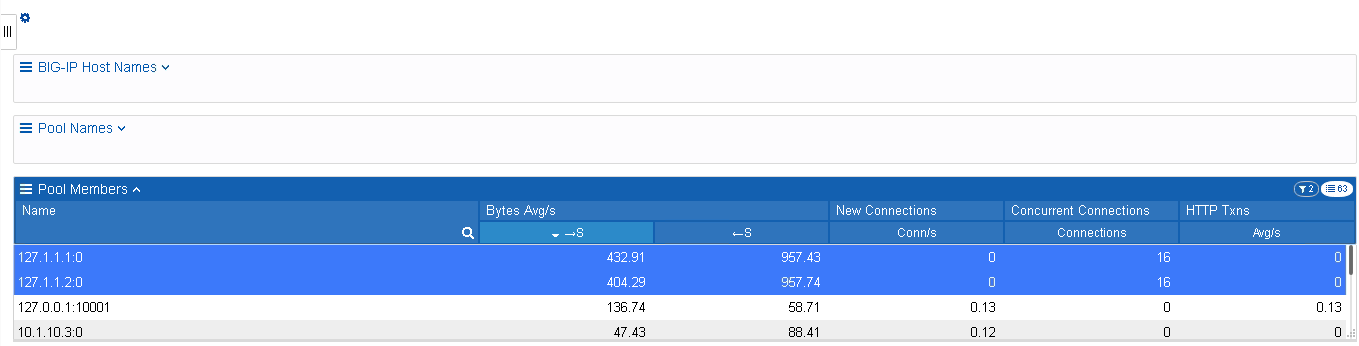 BIG-IP Host Names
Pool Names
Pool Members 2 63
Name Bytes Avg/s New Connections Concurrent Connections HTTP Txns
→S ←S Conn/s Connections Avg/s
127.1.1.1:0 432.91 957.43 0 16 0
127.1.1.2:0 404.29 957.74 0 16 0
127.0.0.1:10001 136.74 58.71 0.13 0 0.13
10.1.10.3:0 47.43 88.41 0.12 0 0